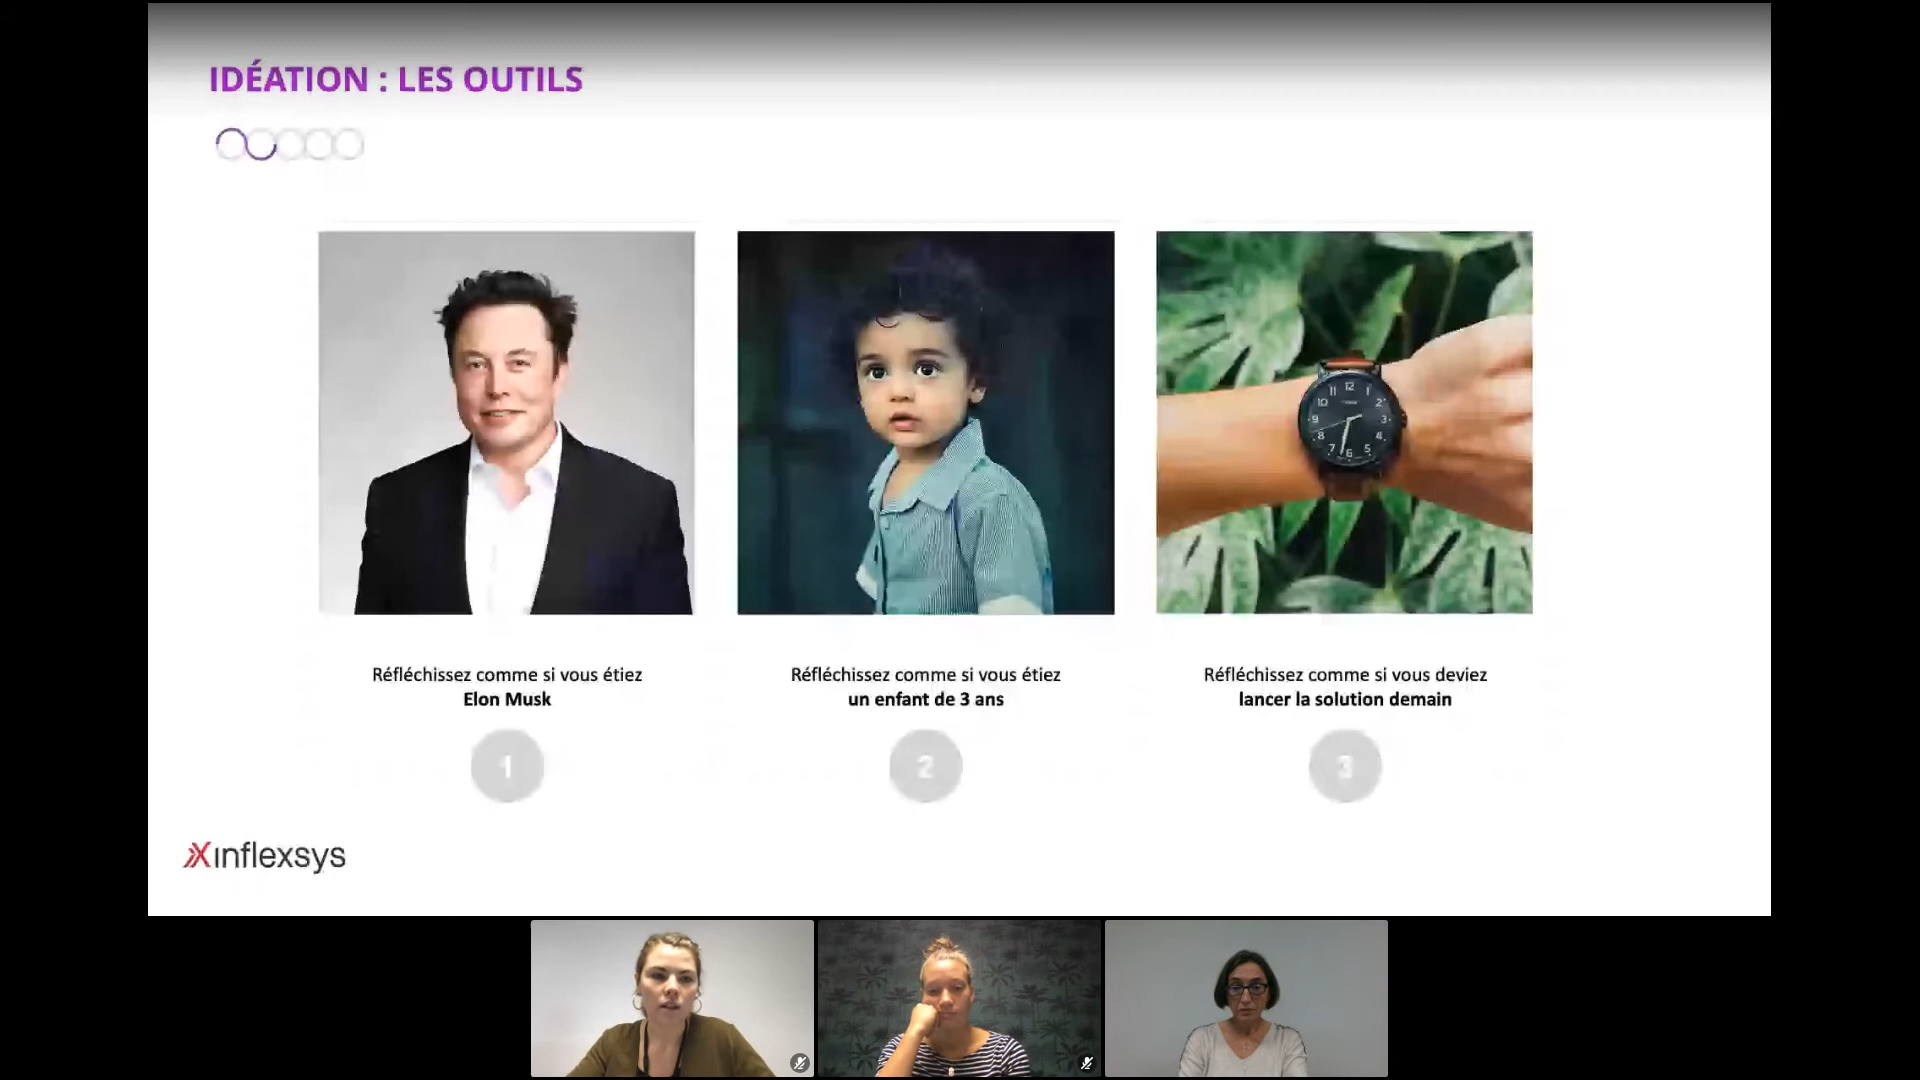 IDÉATION : LES OUTILS
Réfléchissez comme si vous étiez
Elon Musk
1
Réfléchissez comme si vous étiez
un enfant de 3 ans
2
Réfléchissez comme si vous deviez
lancer la solution demain
3
inflexsys